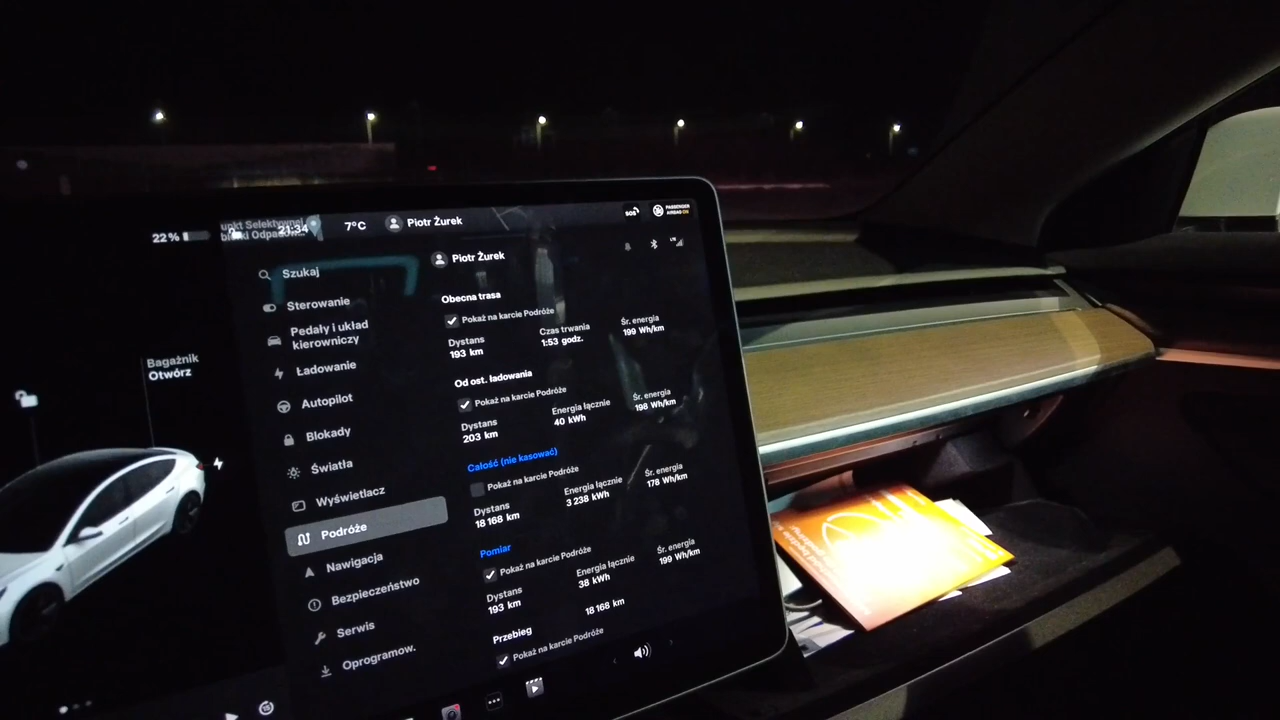 22 %
21:34
7°C
Piotr Żurek
SOS
PASSENGER
AIRBAG ON
Szukaj
Sterowanie
Pedały i układ
kierowniczy
Ładowanie
Autopilot
Blokady
Światła
Wyświetlacz
Podróże
Nawigacja
Bezpieczeństwo
Serwis
Oprogramow.
Bagażnik
Otwórz
Piotr Żurek
LTE
Obecna trasa
Pokaż na karcie Podróże
Dystans
193 km
Czas trwania
1:53 godz.
Śr. energia
199 Wh/km
Od ost. ładowania
Pokaż na karcie Podróże
Dystans
203 km
Energia łącznie
40 kWh
Śr. energia
198 Wh/km
Całość (nie kasować)
Pokaż na karcie Podróże
Dystans
18 168 km
Energia łącznie
3 238 kWh
Śr. energia
178 Wh/km
Pomiar
Pokaż na karcie Podróże
Dystans
193 km
Energia łącznie
38 kWh
Śr. energia
199 Wh/km
Przebieg
18 168 km
Pokaż na karcie Podróże